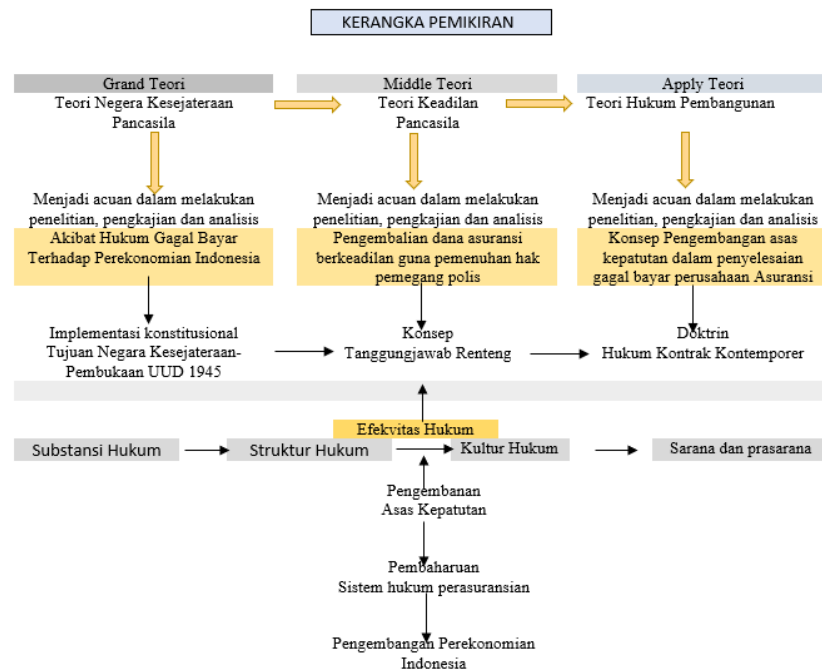 KERANGKA PEMIKIRAN
Grand Teori
Teori Negera Kesejateraan
Pancasila
Middle Teori
Teori Keadilan
Pancasila
Apply Teori
Teori Hukum Pembangunan
Menjadi acuan dalam melakukan
penelitian, pengkajian dan analisis
Akibat Hukum Gagal Bayar
Terhadap Perekonomian Indonesia
Menjadi acuan dalam melakukan
penelitian, pengkajian dan analisis
Pengembalian dana asuransi
berkeadilan guna pemenuhan hak
pemegang polis
Menjadi acuan dalam melakukan
penelitian, pengkajian dan analisis
Konsep Pengembangan asas
kepatutan dalam penyelesaian
gagal bayar perusahaan Asuransi
Implementasi konstitusional
Tujuan Negara Kesejateraan-
Pembukaan UUD 1945
Konsep
Tanggungjawab Renteng
Doktrin
Hukum Kontrak Kontemporer
Efekvitas Hukum
Substansi Hukum
Struktur Hukum
Kultur Hukum
Sarana dan prasarana
Pengembanan
Asas Kepatutan
Pembaharuan
Sistem hukum perasuransian
Pengembangan Perekonomian
Indonesia